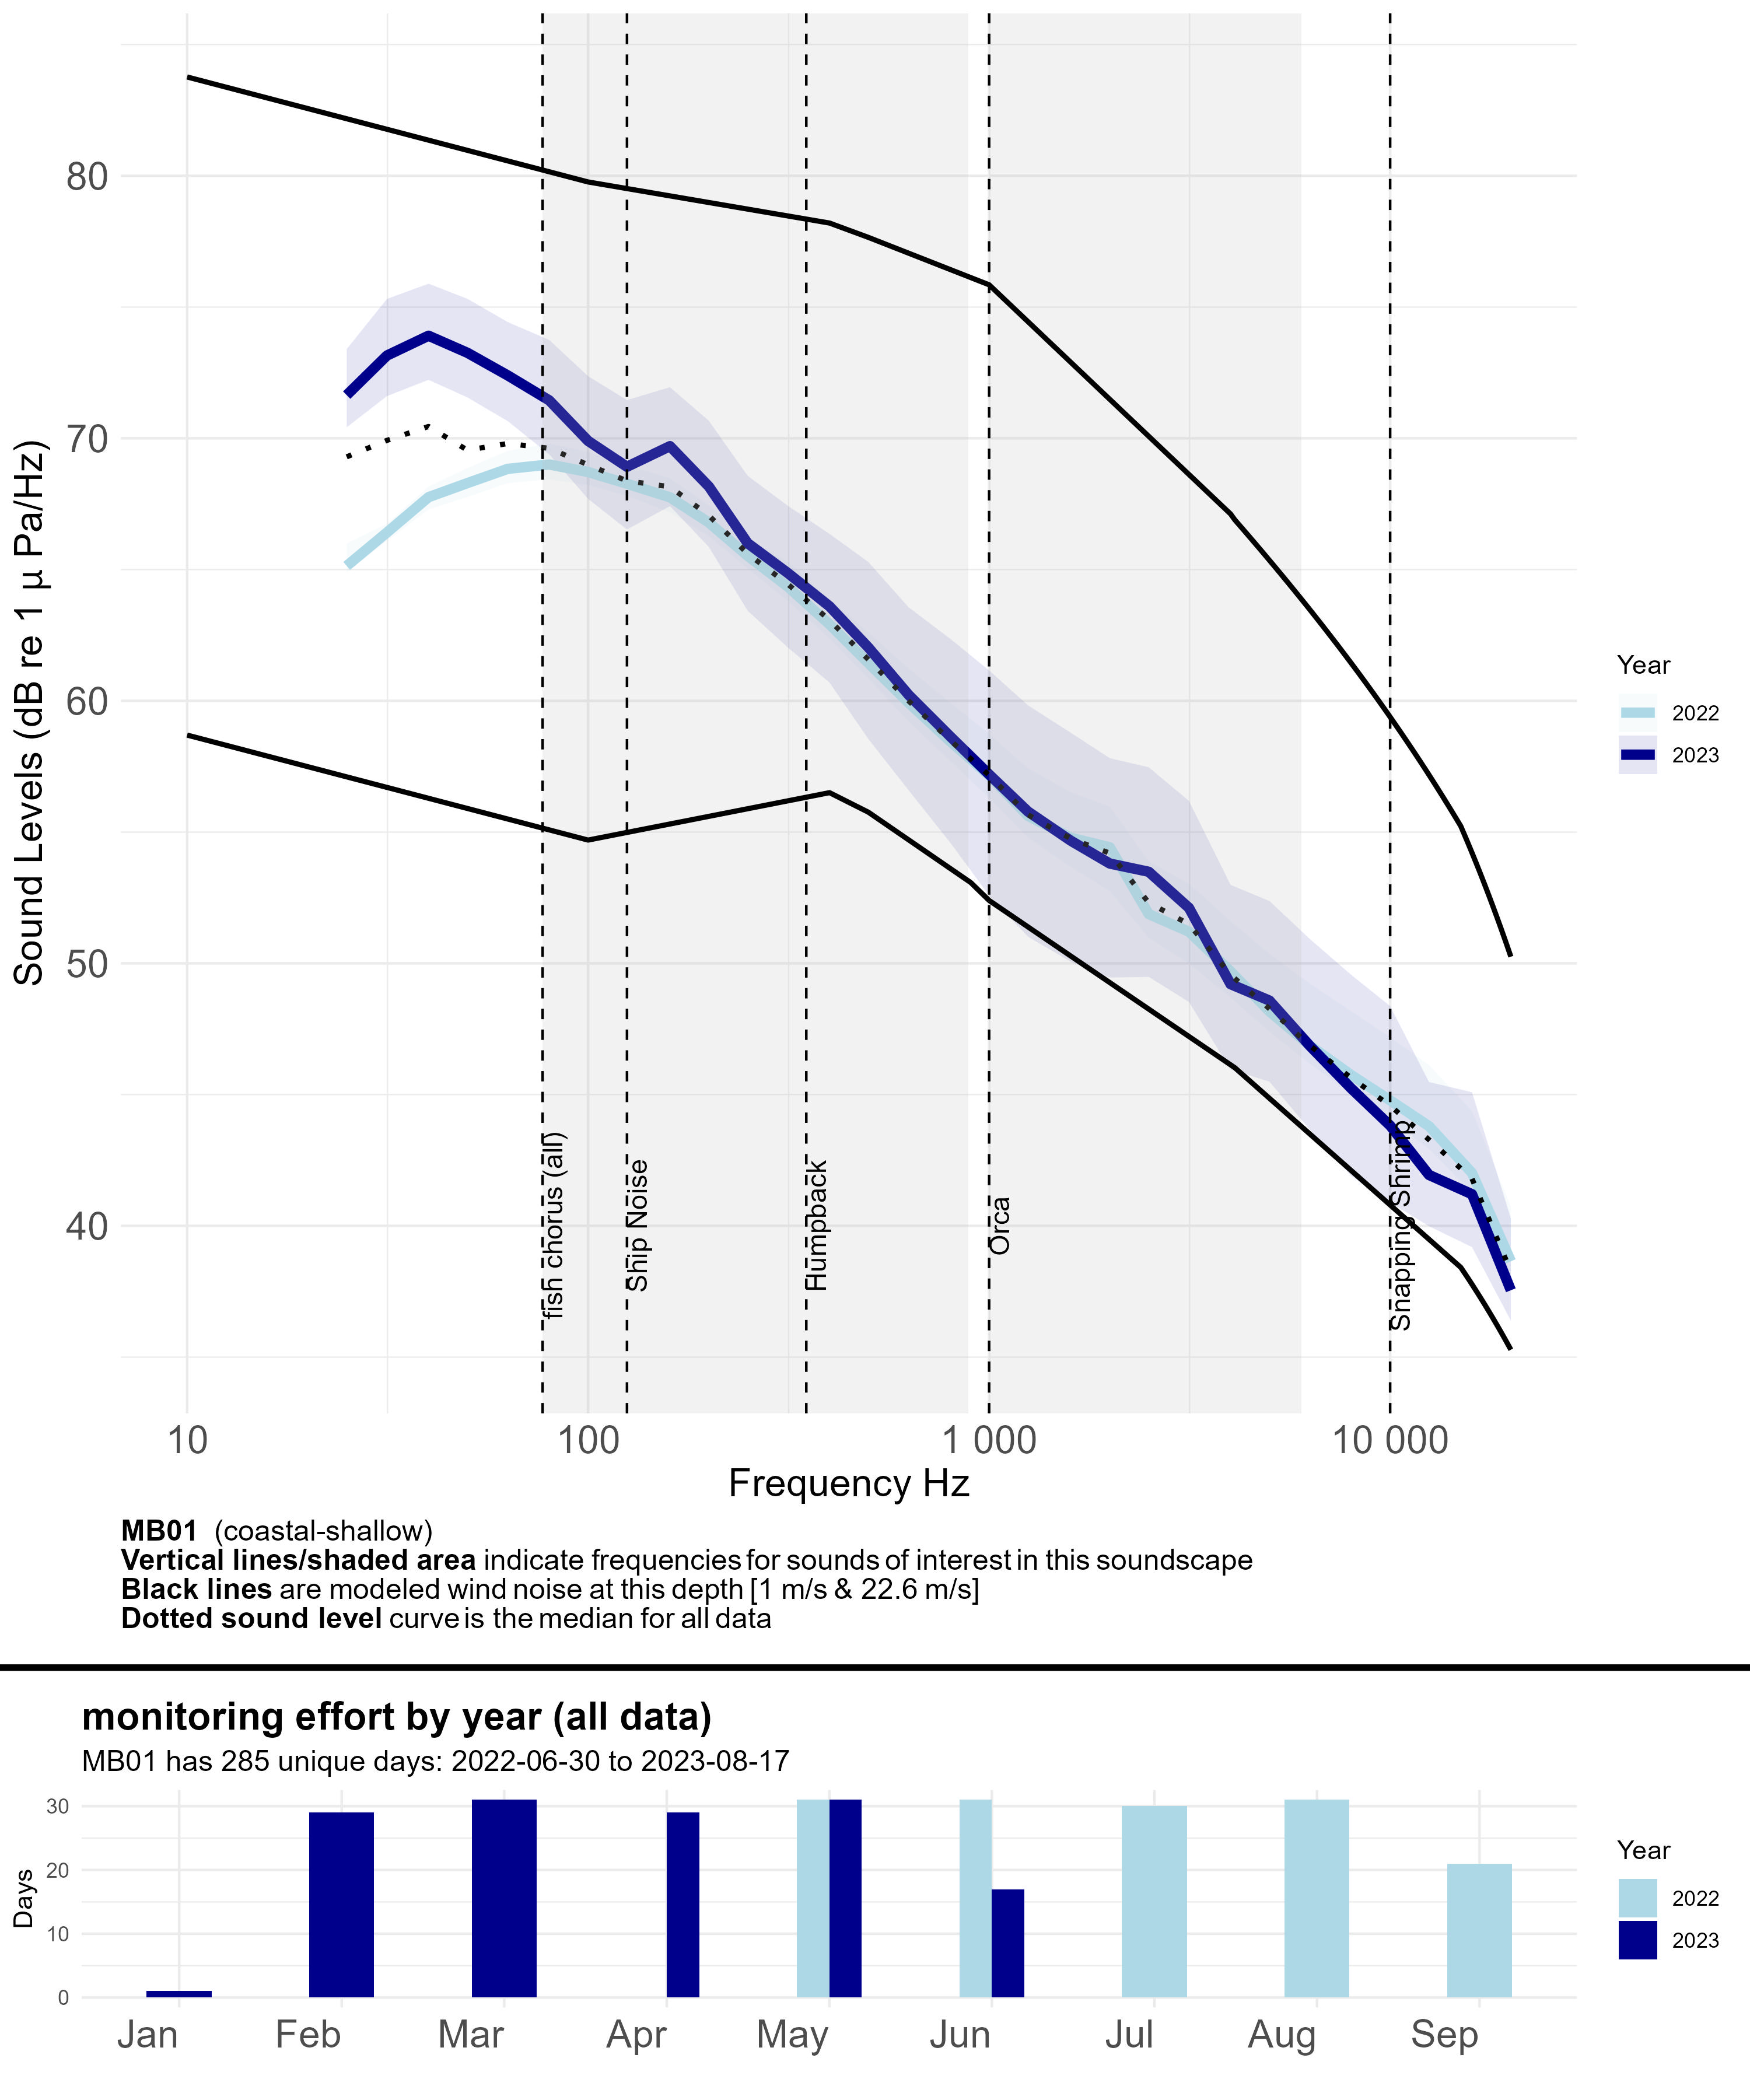 80
70
60
50
40
Sound Levels (dB re 1 µ Pa/Hz)
fish chorus (all)
Ship Noise
Humpback
Orca
Snapping Shrimp
10
100
1 000
10 000
Frequency Hz
Year
2022
2023
MB01 (coastal-shallow)
Vertical lines/shaded area indicate frequencies for sounds of interest in this soundscape
Black lines are modeled wind noise at this depth [1 m/s & 22.6 m/s]
Dotted sound level curve is the median for all data
monitoring effort by year (all data)
MB01 has 285 unique days: 2022-06-30 to 2023-08-17
30
20
10
0
Days
Jan
Feb
Mar
Apr
May
Jun
Jul
Aug
Sep
Year
2022
2023